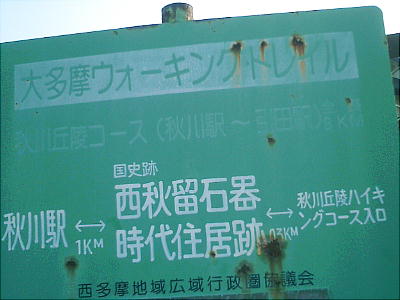 大多摩ウォーキングトレイル
秋川丘陵コース（秋川駅～引田駅）
国史跡
西秋留石器
時代住居跡
秋川駅 ↔ 1KM
↔ 秋川丘陵ハイキ
ングコース入口
西多摩地域広域行政圏協議会